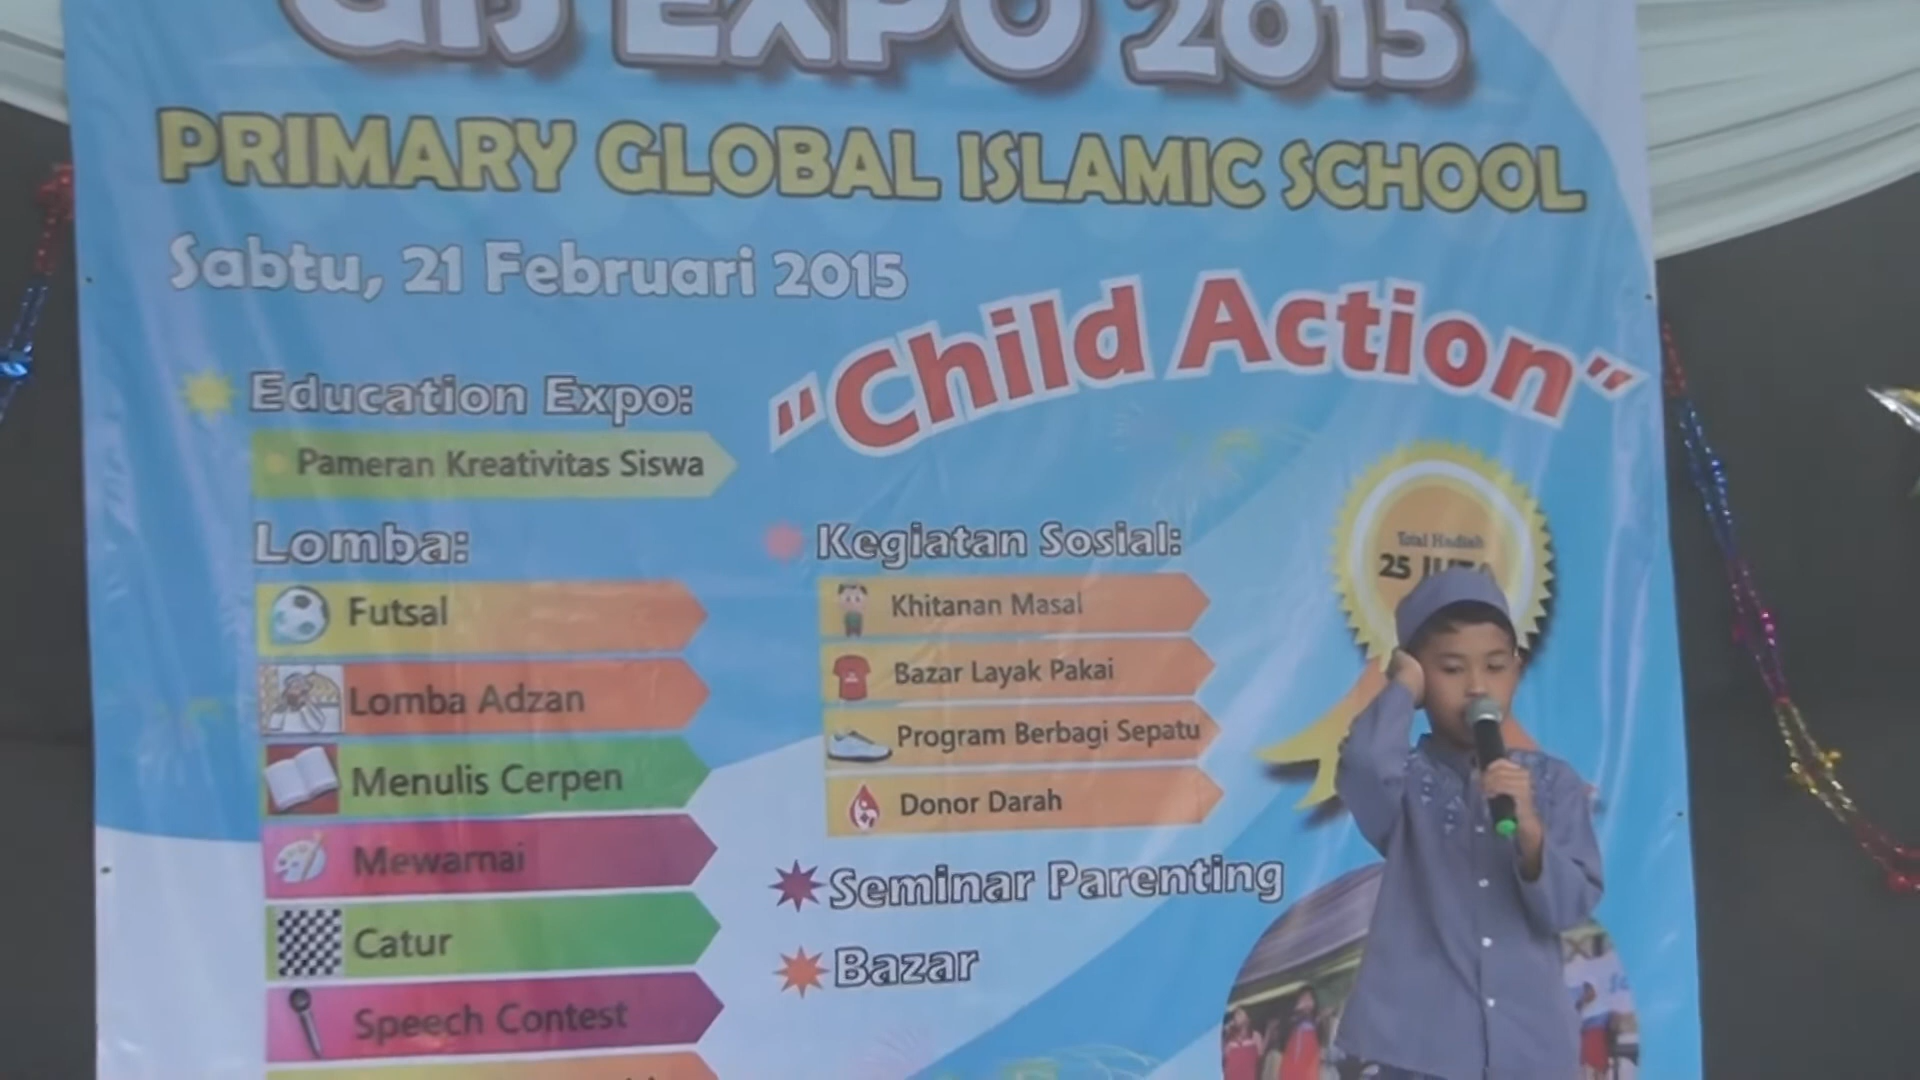 GIS EXPO 2015
PRIMARY GLOBAL ISLAMIC SCHOOL
Sabtu, 21 Februari 2015
"Child Action"
Education Expo:
Pameran Kreativitas Siswa
Lomba:
Futsal
Lomba Adzan
Menulis Cerpen
Mewarnai
Catur
Speech Contest
Kegiatan Sosial:
Khitanan Masal
Bazar Layak Pakai
Program Berbagi Sepatu
Donor Darah
Seminar Parenting
Bazar
Total Hadiah
25 JUTA